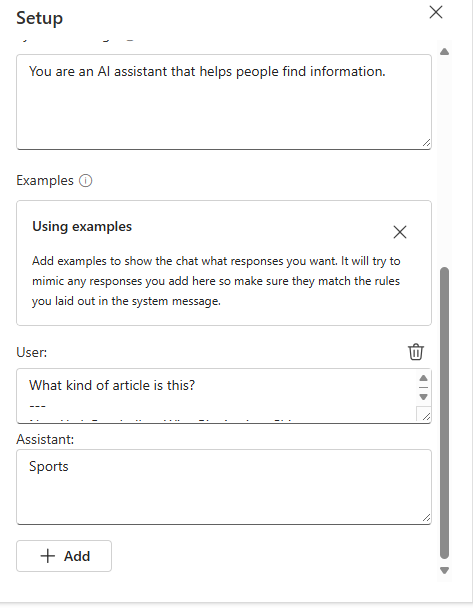 Setup
You are an AI assistant that helps people find information.
Examples
Using examples
Add examples to show the chat what responses you want. It will try to
mimic any responses you add here so make sure they match the rules
you laid out in the system message.
User:
What kind of article is this?
---
Assistant:
Sports
Add